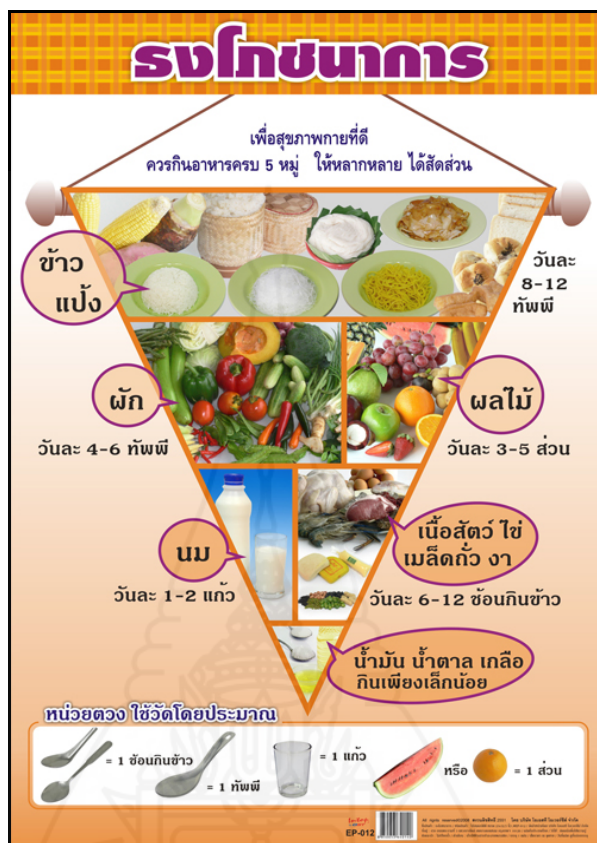 ธงโภชนาการ
เพื่อสุขภาพกายที่ดี
ควรกินอาหารครบ 5 หมู่ ให้หลากหลาย ได้สัดส่วน
ข้าว
แป้ง
วันละ
8-12
ทัพพี
ผัก
วันละ 4-6 ทัพพี
ผลไม้
วันละ 3-5 ส่วน
นม
วันละ 1-2 แก้ว
เนื้อสัตว์ ไข่
เมล็ดถั่ว งา
วันละ 6-12 ช้อนกินข้าว
น้ำมัน น้ำตาล เกลือ
กินเพียงเล็กน้อย
หน่วยตวง ใช้วัดโดยประมาณ
= 1 ช้อนกินข้าว
= 1 ทัพพี
= 1 แก้ว
หรือ
= 1 ส่วน
EP-012